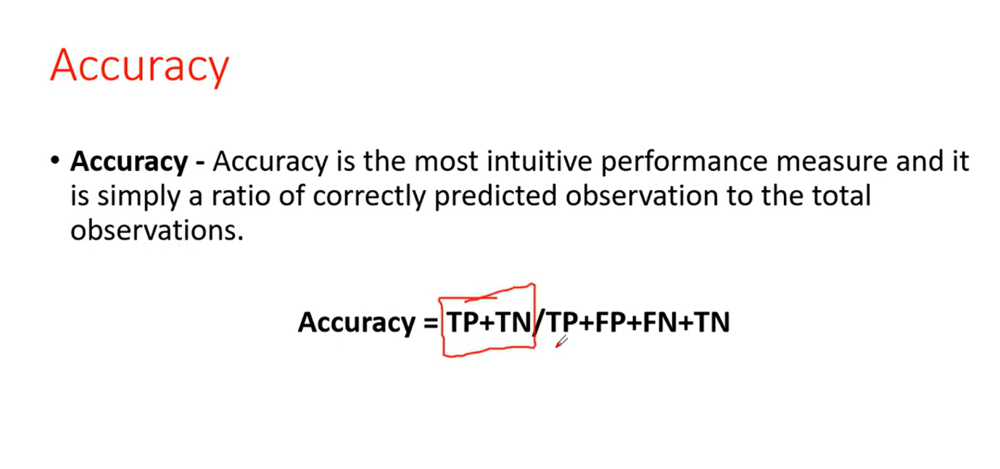 Accuracy
• Accuracy - Accuracy is the most intuitive performance measure and it
is simply a ratio of correctly predicted observation to the total
observations.
Accuracy = TP+TN/TP+FP+FN+TN